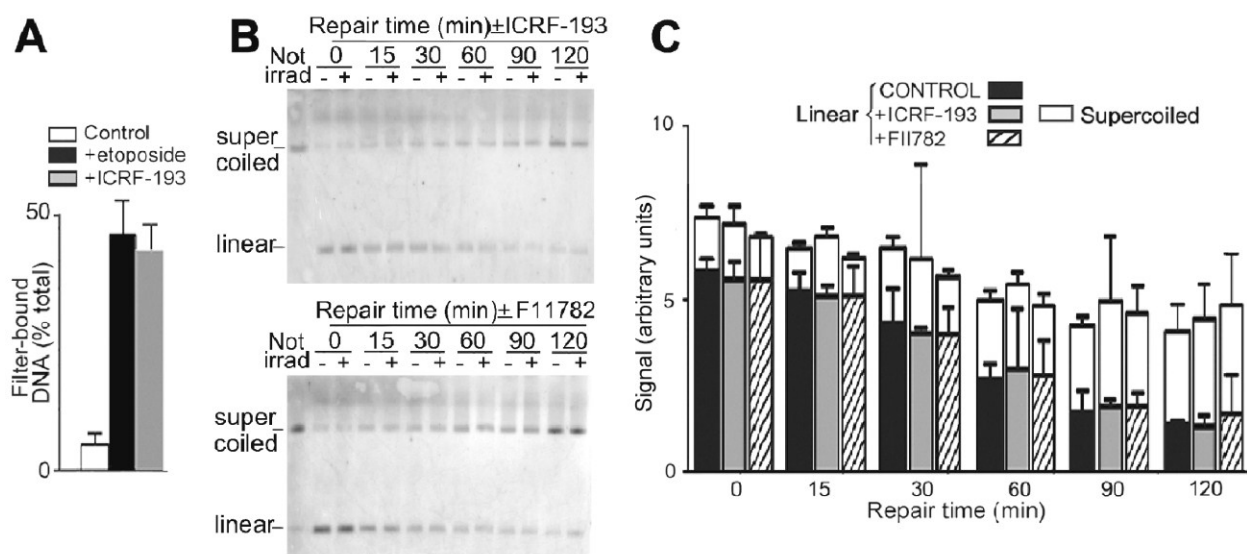 A
Control
+etoposide
+ICRF-193
50
0
Filter-bound
DNA (% total)
B
Repair time (min)±ICRF-193
Not
irrad
0 15 30 60 90 120
- + - + - + - + - + - +
super
coiled
linear
Repair time (min)±F11782
Not
irrad
0 15 30 60 90 120
- + - + - + - + - + - +
super
coiled
linear
C
Linear
CONTROL
+ICRF-193
+FII782
Supercoiled
10
5
0
Signal (arbitrary units)
0 15 30 60 90 120
Repair time (min)